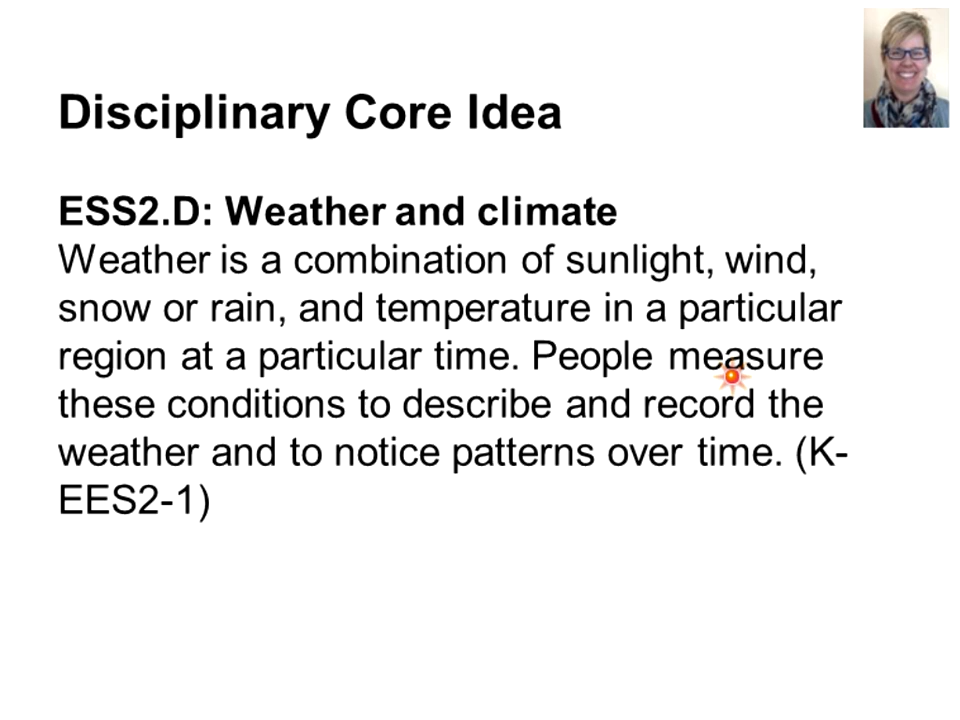 Disciplinary Core Idea
ESS2.D: Weather and climate
Weather is a combination of sunlight, wind,
snow or rain, and temperature in a particular
region at a particular time. People measure
these conditions to describe and record the
weather and to notice patterns over time. (K-
EES2-1)